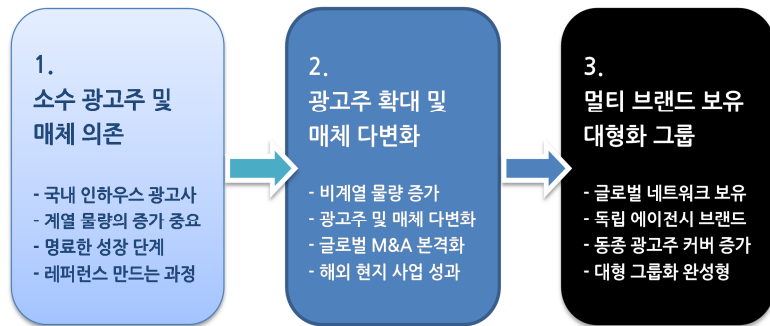 1.
소수 광고주 및
매체 의존
- 국내 인하우스 광고사
- 계열 물량의 증가 중요
- 명료한 성장 단계
- 레퍼런스 만드는 과정
2.
광고주 확대 및
매체 다변화
- 비계열 물량 증가
- 광고주 및 매체 다변화
- 글로벌 M&A 본격화
- 해외 현지 사업 성과
3.
멀티 브랜드 보유
대형화 그룹
- 글로벌 네트워크 보유
- 독립 에이전시 브랜드
- 동종 광고주 커버 증가
- 대형 그룹화 완성형